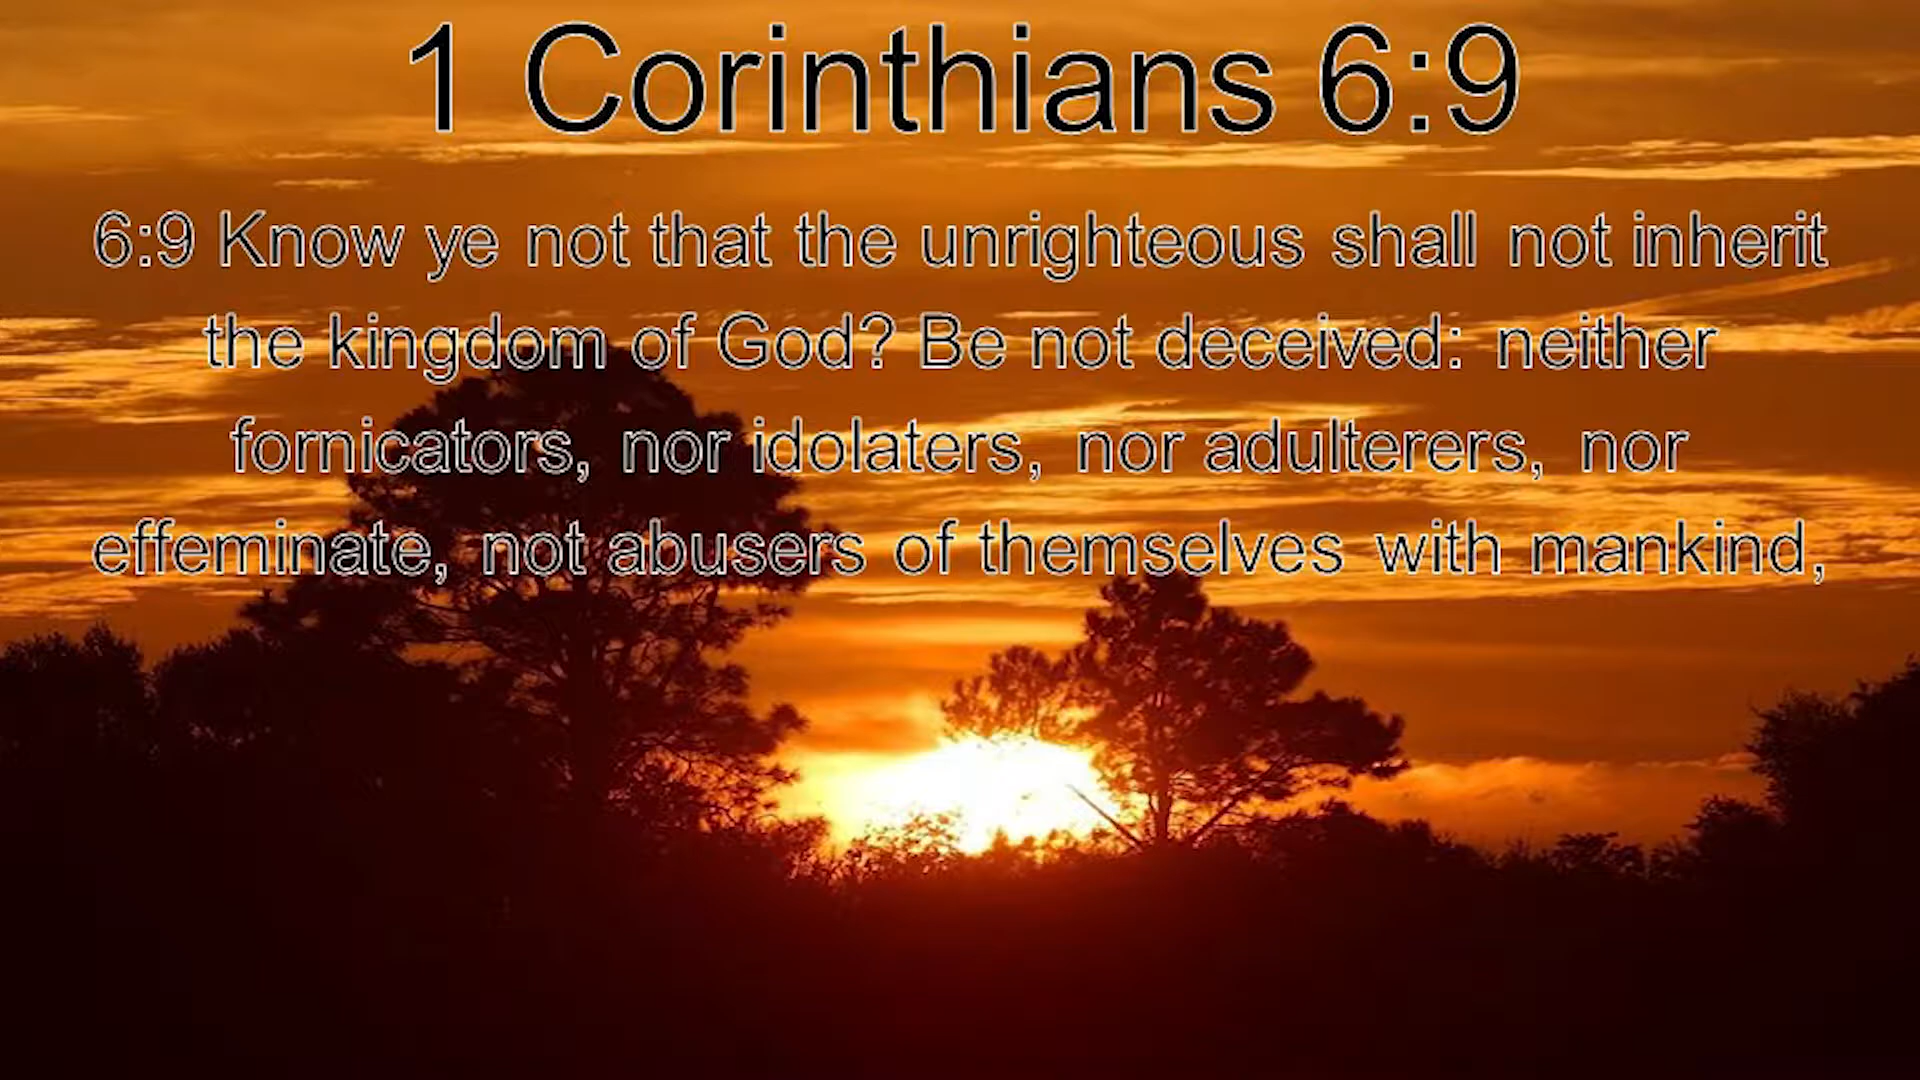 1 Corinthians 6:9
6:9 Know ye not that the unrighteous shall not inherit
the kingdom of God? Be not deceived: neither
fornicators, nor idolaters, nor adulterers, nor
effeminate, not abusers of themselves with mankind,